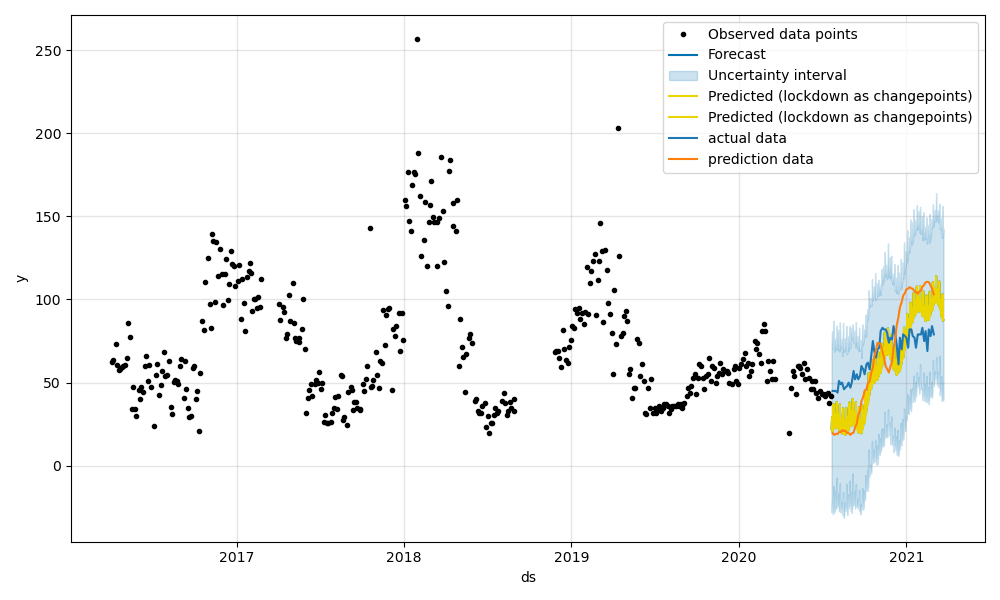 Observed data points
Forecast
Uncertainty interval
Predicted (lockdown as changepoints)
Predicted (lockdown as changepoints)
actual data
prediction data
250
200
150
100
50
0
y
2017
2018
2019
2020
2021
ds